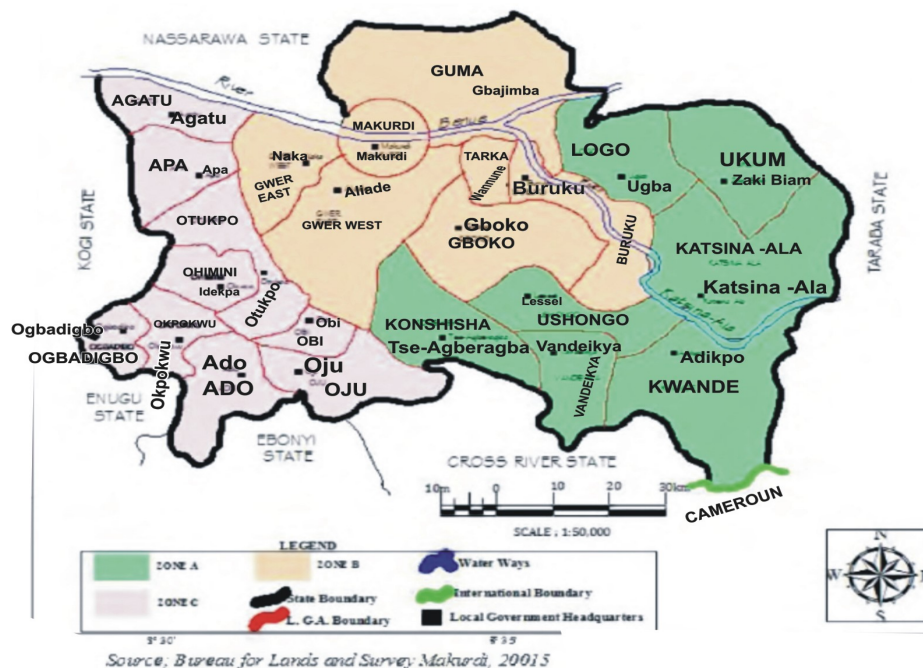 NASSARAWA STATE
GUMA
Gbajimba
River
Benue
AGATU
Agatu
MAKURDI
Makurdi
LOGO
UKUM
Ugba
Zaki Biam
APA
Apa
Naka
GWER
EAST
Aliade
GWER WEST
TARKA
Wannune
Buruku
BURUKU
OTUKPO
Gboko
GBOKO
KATSINA -ALA
KATSINA ALA
Katsina -Ala
Katsina-Ala
KOGI STATE
TARABA STATE
OHIMINI
Idekpa
Otukpo
Lessel
USHONGO
Ogbadigbo
OGBADIGBO
OKPOKWU
Okpokwu
Obi
OBI
KONSHISHA
Tse-Agberagba
Vandeikya
VANDEIKYA
Adikpo
KWANDE
Ado
ADO
Oju
OJU
ENUGU
STATE
EBONYI
STATE
CROSS RIVER STATE
CAMEROUN
10m 0 10 20 30km
SCALE ; 1:50,000
LEGEND
ZONE A
ZONE B
Water Ways
ZONE C
State Boundary
International Boundary
L. G.A. Boundary
Local Government Headquarters
N
Source; Bureau for Lands and Survey Makurdi, 20015